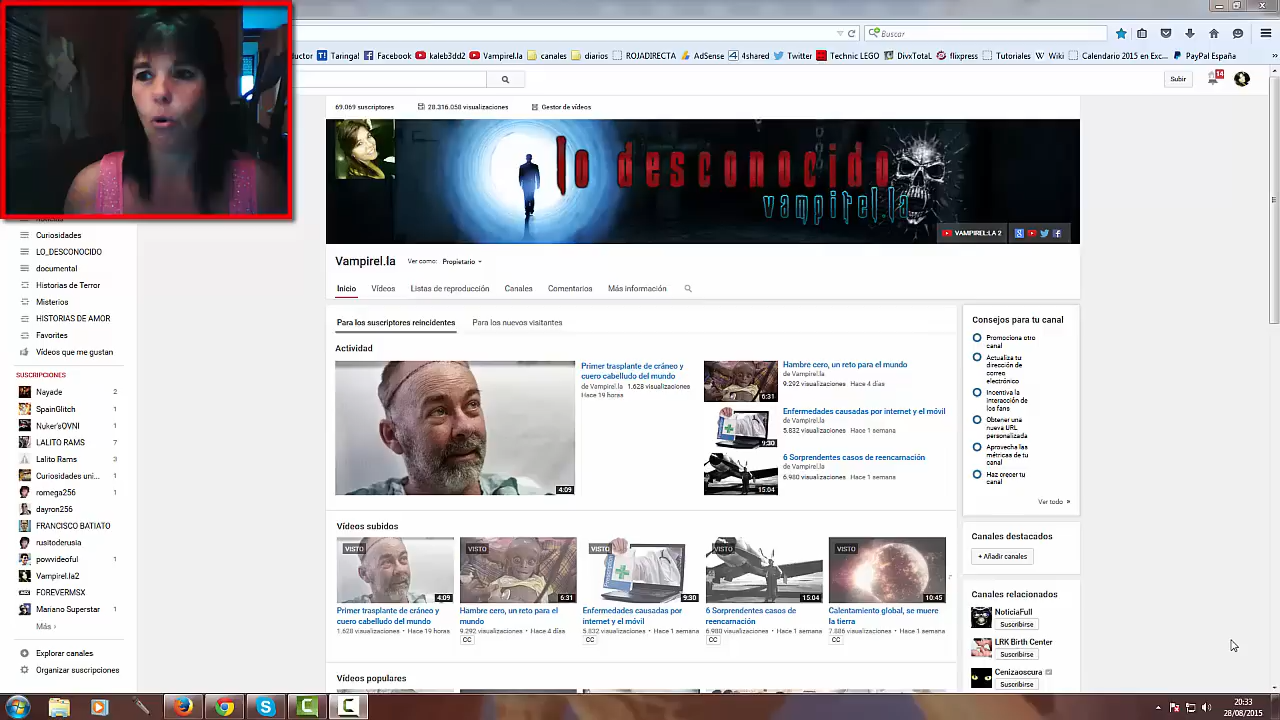 Buscar
ductor
Taringa!
Facebook
kaleb3dd2
Vampirel›la
canales
diarios
ROJADIRECTA
AdSense
4shared
Twitter
Technic LEGO
DivxTotaL
flixpress
Tutoriales
Wiki
Calendario 2015 en Exc...
PayPal España
Subir
69.069 suscriptores
28.316.058 visualizaciones
Gestor de vídeos
lo desconocido
vampirel,la
VAMPIREL:LA 2
Curiosidades
LO_DESCONOCIDO
documental
Historias de Terror
Misterios
HISTORIAS DE AMOR
Favoritos
Vídeos que me gustan
SUSCRIPCIONES
Nayade 2
SpainGlitch 1
Nuker'sOVNI 1
LALITO RAMS 7
Lalito Rams 3
Curiosidades uni... 1
romega256 1
dayron256
FRANCISCO BATIATO
rusitoderusia
powvideoful 1
Vampirel.la2
FOREVERMSX
Mariano Superstar 1
Más ›
Explorar canales
Organizar suscripciones
Vampirel.la
Ver como: Propietario
Inicio
Vídeos
Listas de reproducción
Canales
Comentarios
Más información
Para los suscriptores reincidentes
Para los nuevos visitantes
Actividad
4:09
Primer trasplante de cráneo y
cuero cabelludo del mundo
de Vampirel.la 1.628 visualizaciones
Hace 19 horas
6:31
Hambre cero, un reto para el mundo
de Vampirel.la
9.292 visualizaciones Hace 4 días
9:30
Enfermedades causadas por internet y el móvil
de Vampirel.la
5.832 visualizaciones Hace 1 semana
15:04
6 Sorprendentes casos de reencarnación
de Vampirel.la
6.980 visualizaciones Hace 1 semana
Vídeos subidos
VISTO
4:09
Primer trasplante de cráneo y
cuero cabelludo del mundo
1.628 visualizaciones • Hace 19 horas
VISTO
6:31
Hambre cero, un reto para el
mundo
9.292 visualizaciones • Hace 4 días
CC
VISTO
9:30
Enfermedades causadas por
internet y el móvil
5.832 visualizaciones • Hace 1 semana
CC
VISTO
15:04
6 Sorprendentes casos de
reencarnación
6.980 visualizaciones • Hace 1 semana
CC
VISTO
10:45
Calentamiento global, se muere
la tierra
7.886 visualizaciones • Hace 1 semana
CC
Vídeos populares
Consejos para tu canal
Promociona otro
canal
Actualiza tu
dirección de
correo
electrónico
Incentiva la
interacción de
los fans
Obtener una
nueva URL
personalizada
Aprovecha las
métricas de tu
canal
Haz crecer tu
canal
Ver todo »
Canales destacados
+ Añadir canales
Canales relacionados
NoticiaFull
Suscribirse
LRK Birth Center
Suscribirse
Cenizaoscura
Suscribirse
20:33
28/09/2015